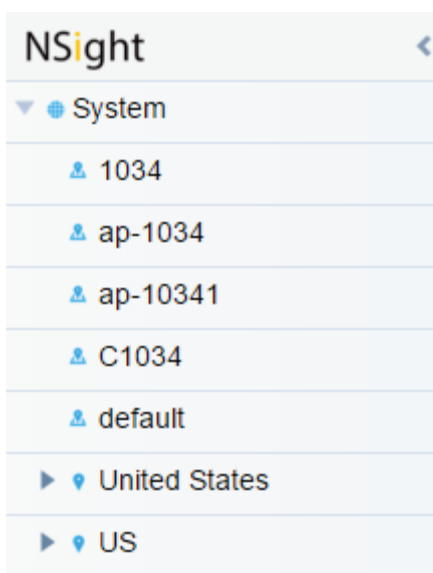 NSight
System
1034
ap-1034
ap-10341
C1034
default
United States
US